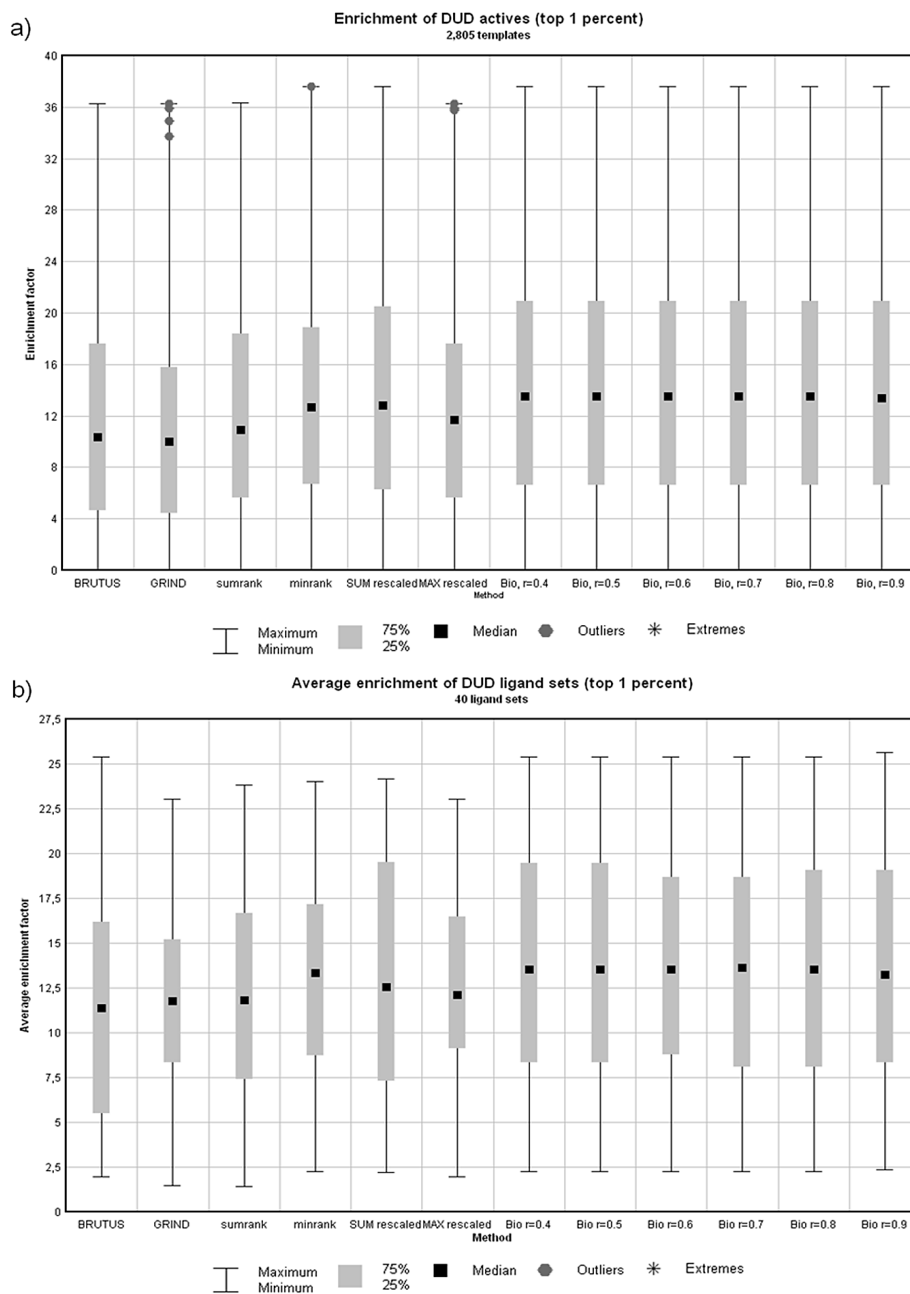 a)
Enrichment of DUD actives (top 1 percent)
2,805 templates
40
36
32
28
24
20
16
12
8
4
0
Enrichment factor
BRUTUS GRIND sumrank minrank SUM rescaled MAX rescaled Bio, r=0.4 Bio, r=0.5 Bio, r=0.6 Bio, r=0.7 Bio, r=0.8 Bio, r=0.9
Method
Maximum
Minimum
75%
25%
Median
Outliers
Extremes
b)
Average enrichment of DUD ligand sets (top 1 percent)
40 ligand sets
27,5
25
22,5
20
17,5
15
12,5
10
7,5
5
2,5
0
Average enrichment factor
BRUTUS GRIND sumrank minrank SUM rescaled MAX rescaled Bio r=0.4 Bio r=0.5 Bio r=0.6 Bio r=0.7 Bio r=0.8 Bio r=0.9
Method
Maximum
Minimum
75%
25%
Median
Outliers
Extremes